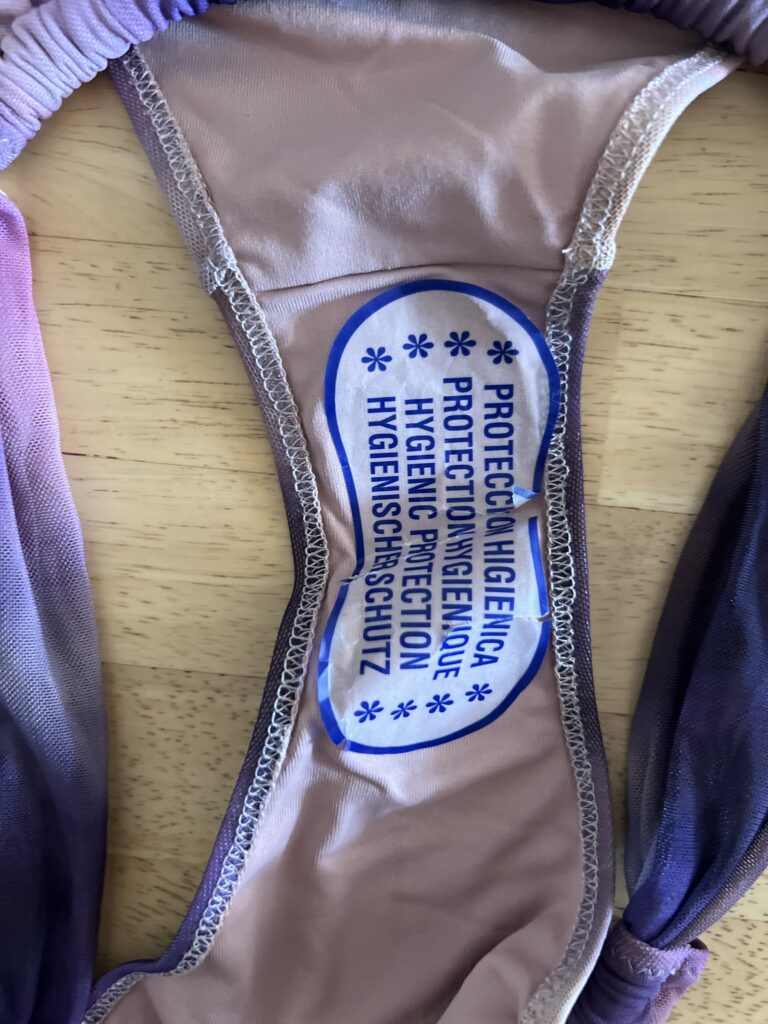 * PROTECCION HIGIENICA *
* PROTECTION HYGIENIQUE *
* HYGIENIC PROTECTION *
* HYGIENISCHER SCHUTZ *